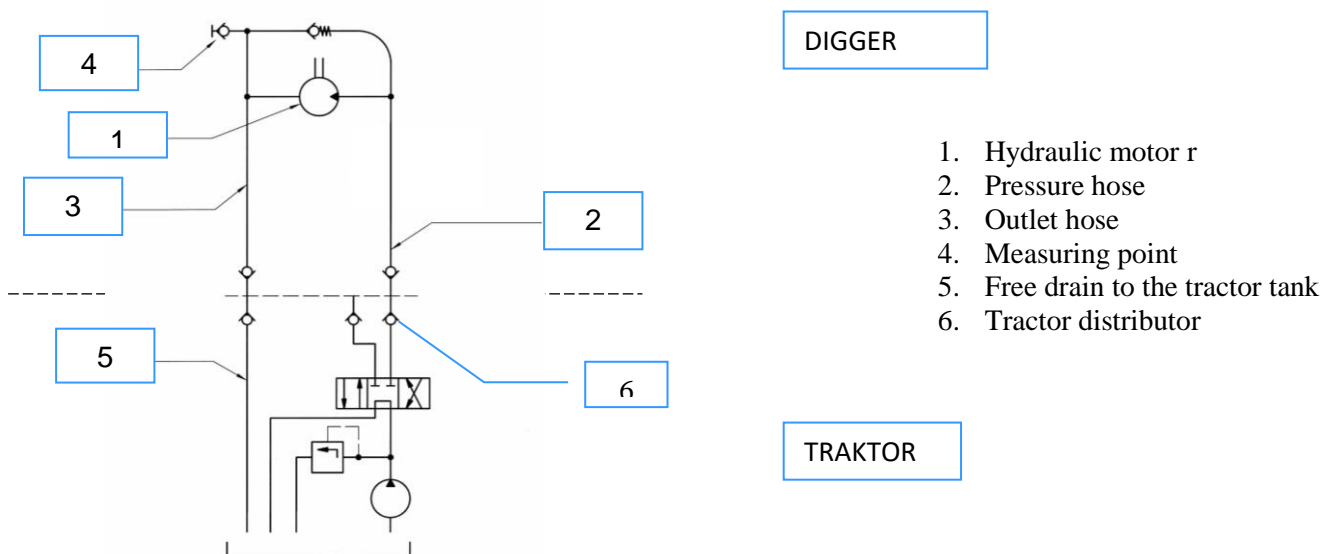 4
1
3
2
5
6
DIGGER
1. Hydraulic motor r
2. Pressure hose
3. Outlet hose
4. Measuring point
5. Free drain to the tractor tank
6. Tractor distributor
TRAKTOR